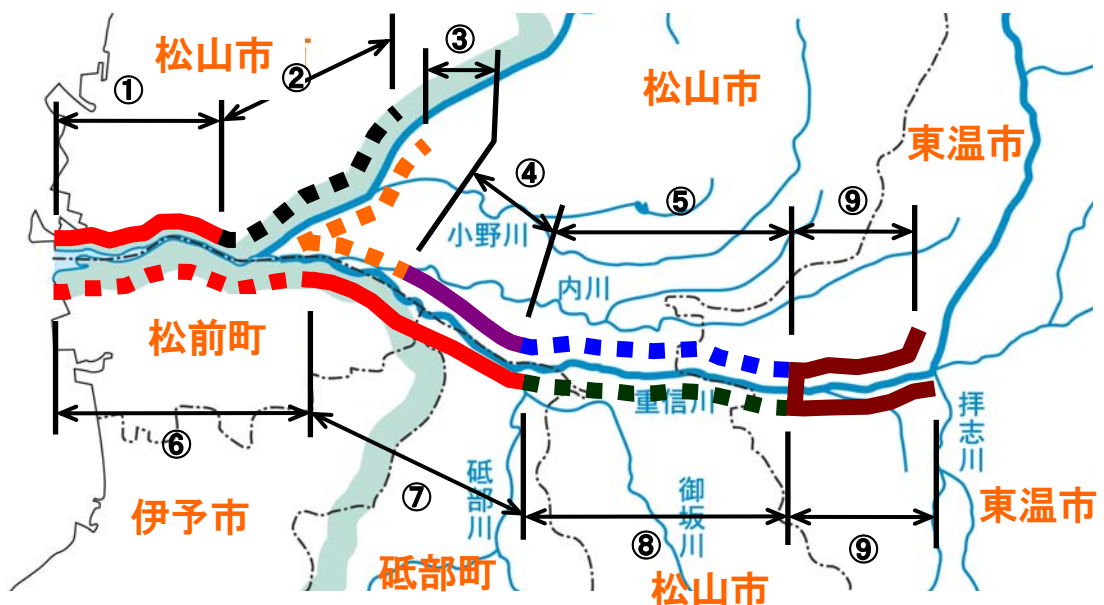 ③
松山市
②
①
松山市
東温市
④
⑤
⑨
小野川
内川
松前町
重信川
拝志川
⑥
砥部川
⑦
御坂川
伊予市
東温市
⑧
⑨
砥部町
松山市